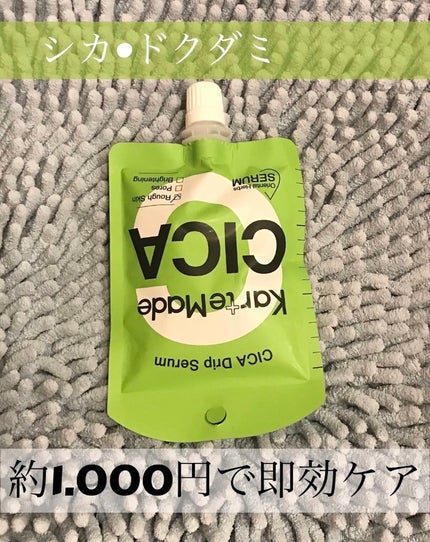 シカ●ドクダミ
CICA Drip Serum
Kar+te Made
CICA
☑ Rough Skin
☐ Pores
☐ Brightening
Oriental Herbs
SERUM
約1.000円で即効ケア